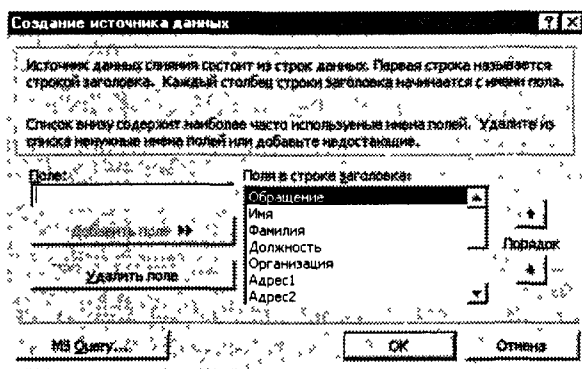 Создание источника данных
Источник данных слияния состоит из строк данных. Первая строка называется
строкой заголовка. Каждый столбец строки заголовка начинается с имени поля.
Список внизу содержит наиболее часто используемые имена полей. Удалите из
списка ненужные имена полей или добавьте недостающие.
Поле:
Добавить поле
Удалить поле
Поля в строке заголовка:
Обращение
Имя
Фамилия
Должность
Организация
Адрес1
Адрес2
Порядок
MS Query...
OK
Отмена